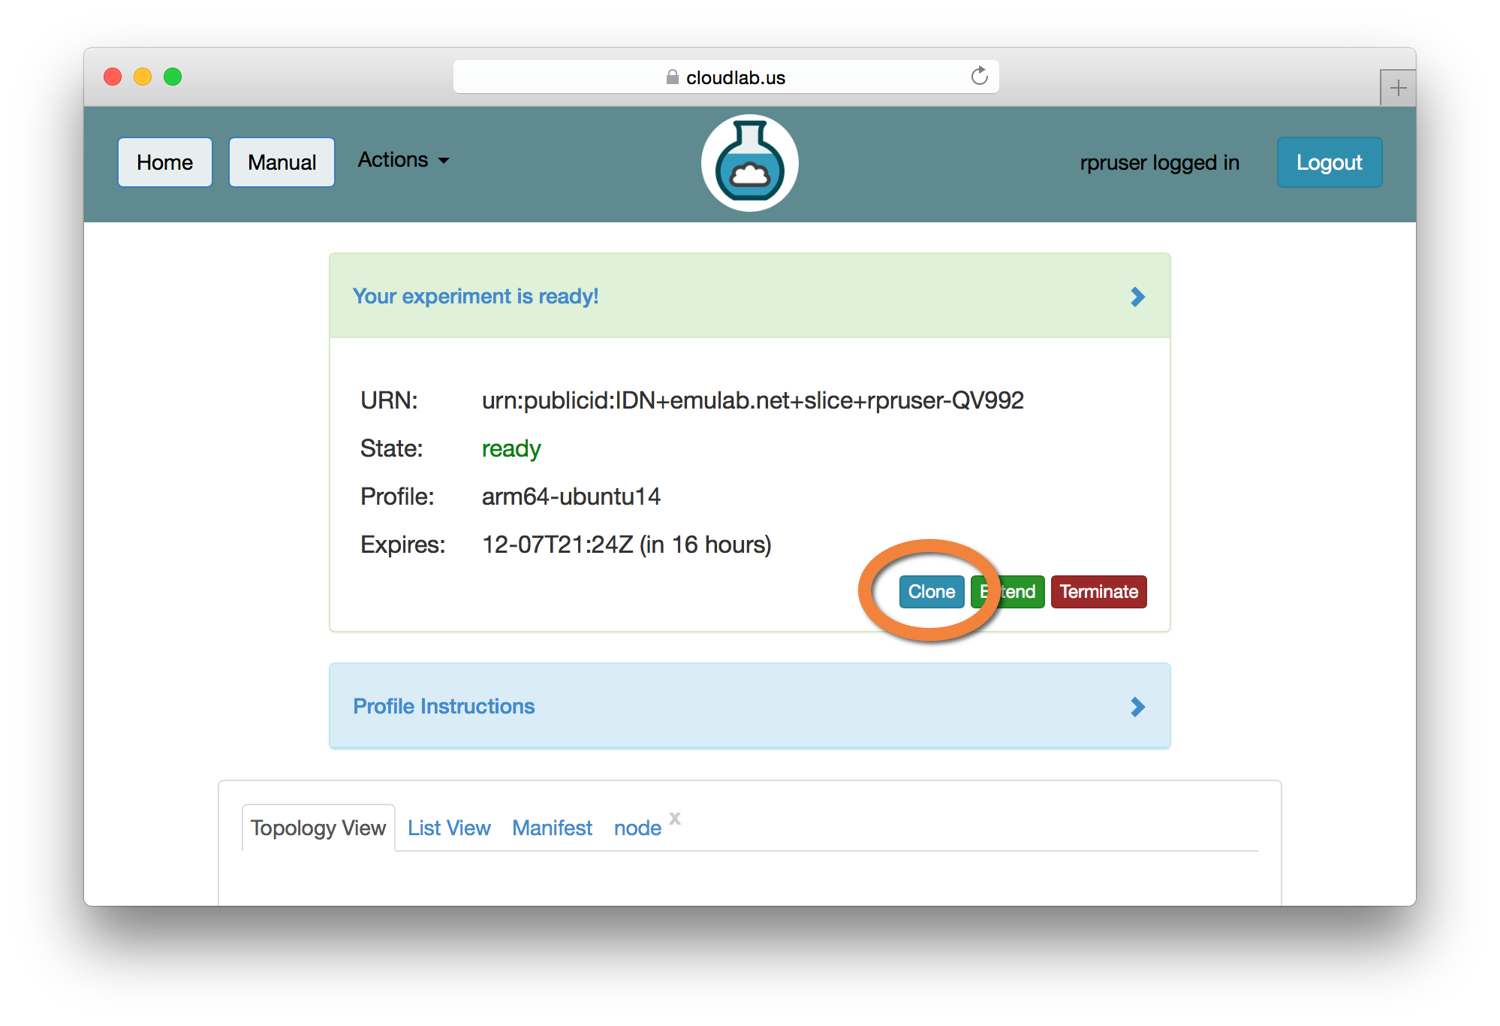 cloudlab.us
Home Manual Actions rpruser logged in Logout
Your experiment is ready!
URN: urn:publicid:IDN+emulab.net+slice+rpruser-QV992
State: ready
Profile: arm64-ubuntu14
Expires: 12-07T21:24Z (in 16 hours)
Clone Extend Terminate
Profile Instructions
Topology View List View Manifest node x